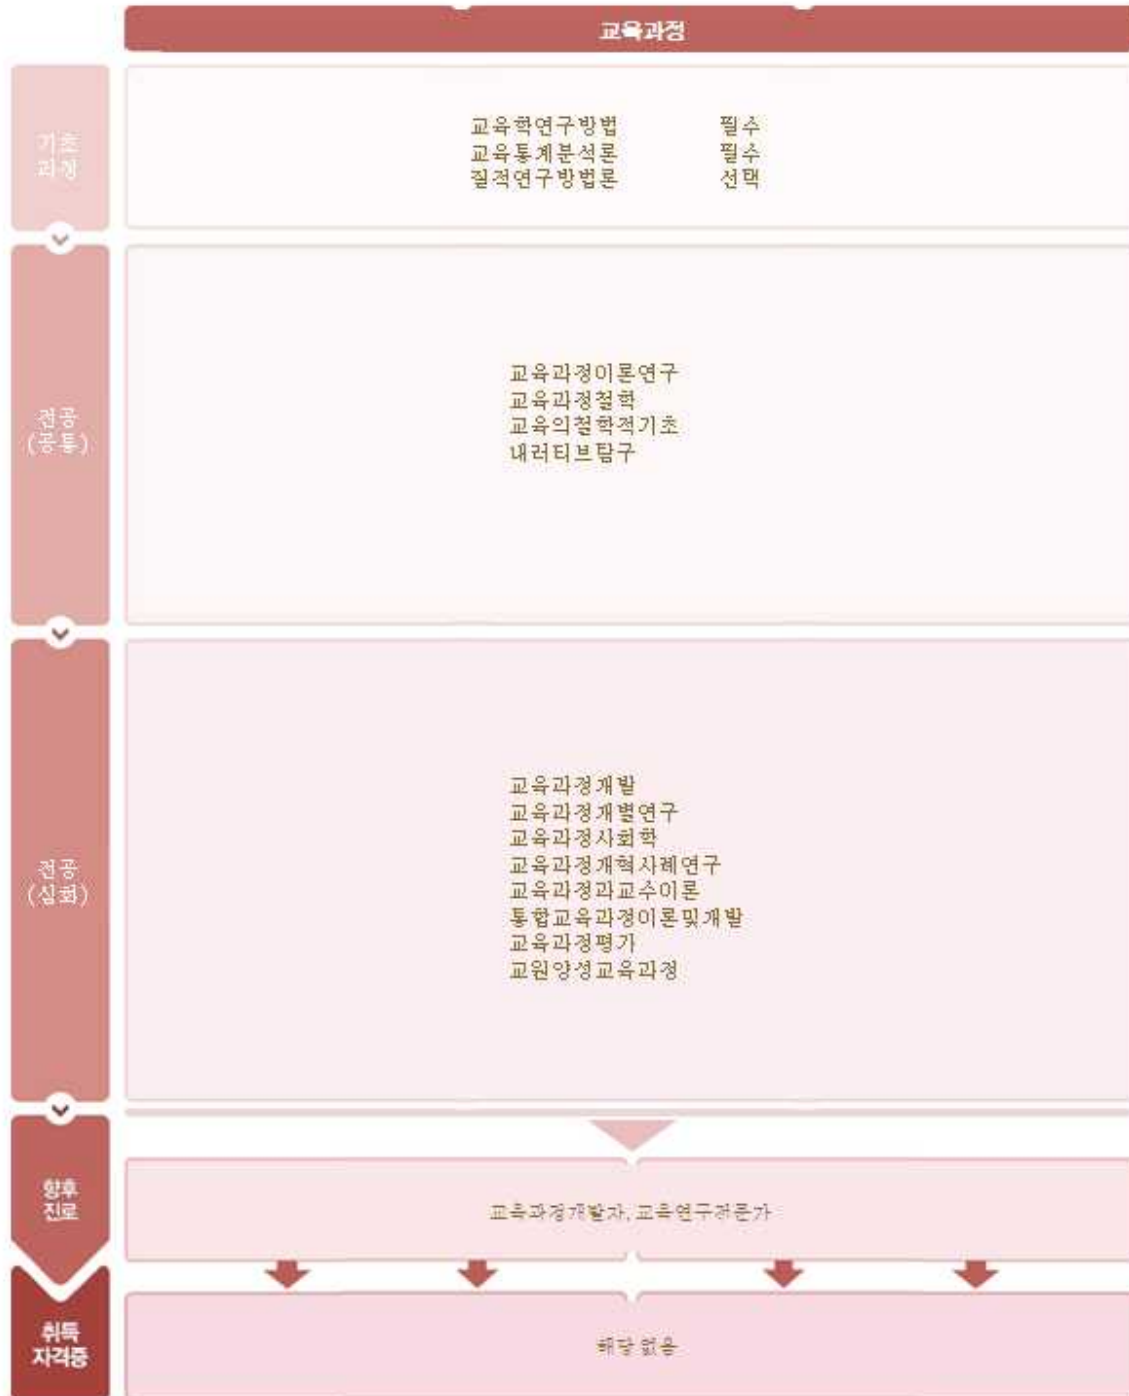 교육과정
기초
과정
교육학연구방법 필수
교육통계분석론 필수
질적연구방법론 선택
전공
(공통)
교육과정이론연구
교육과정철학
교육의철학적기초
내러티브탐구
전공
(심화)
교육과정개발
교육과정개별연구
교육과정사회학
교육과정개혁사례연구
교육과정과교수이론
통합교육과정이론및개발
교육과정평가
교원양성교육과정
향후
진로
교육과정개발자, 교육연구전문가
취득
자격증
해당 없음